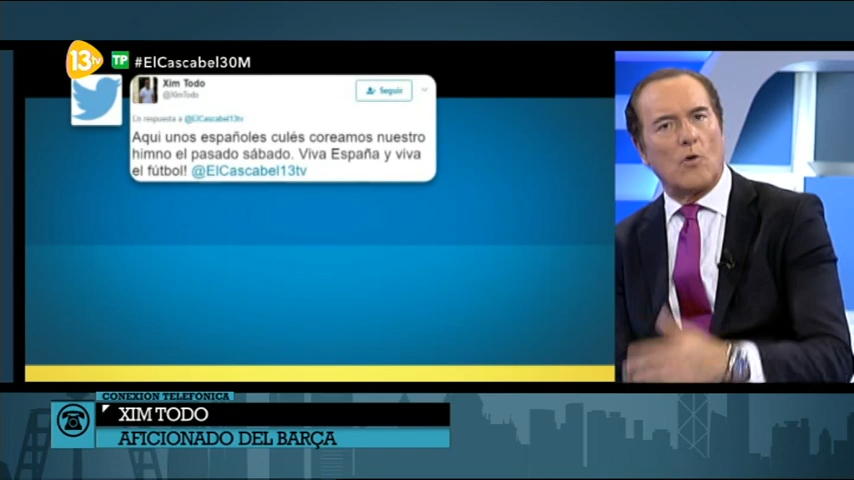 13tv
TP
#ElCascabel30M
Xim Todo
@XimTodo
Seguir
En respuesta a @ElCascabel13tv
Aqui unos españoles culés coreamos nuestro
himno el pasado sábado. Viva España y viva
el fútbol! @ElCascabel13tv
CONEXIÓN TELEFÓNICA
XIM TODO
AFICIONADO DEL BARÇA